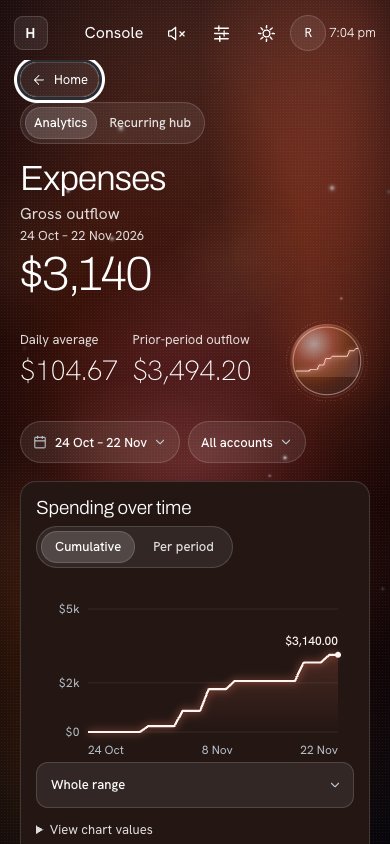 H Console R 7:04 pm
Home
Analytics Recurring hub
Expenses
Gross outflow
24 Oct – 22 Nov 2026
$3,140
Daily average Prior-period outflow
$104.67 $3,494.20
24 Oct – 22 Nov All accounts
Spending over time
Cumulative Per period
$5k
$3,140.00
$2k
$0
24 Oct 8 Nov 22 Nov
Whole range
View chart values